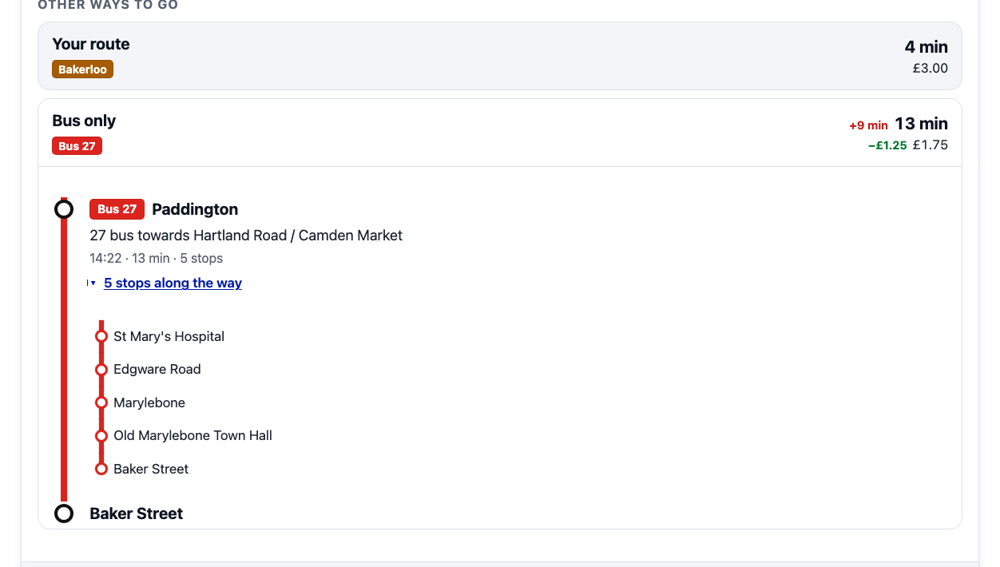 OTHER WAYS TO GO
Your route
4 min
Bakerloo
£3.00
Bus only
+9 min 13 min
Bus 27
−£1.25 £1.75
Bus 27 Paddington
27 bus towards Hartland Road / Camden Market
14:22 · 13 min · 5 stops
5 stops along the way
St Mary's Hospital
Edgware Road
Marylebone
Old Marylebone Town Hall
Baker Street
Baker Street